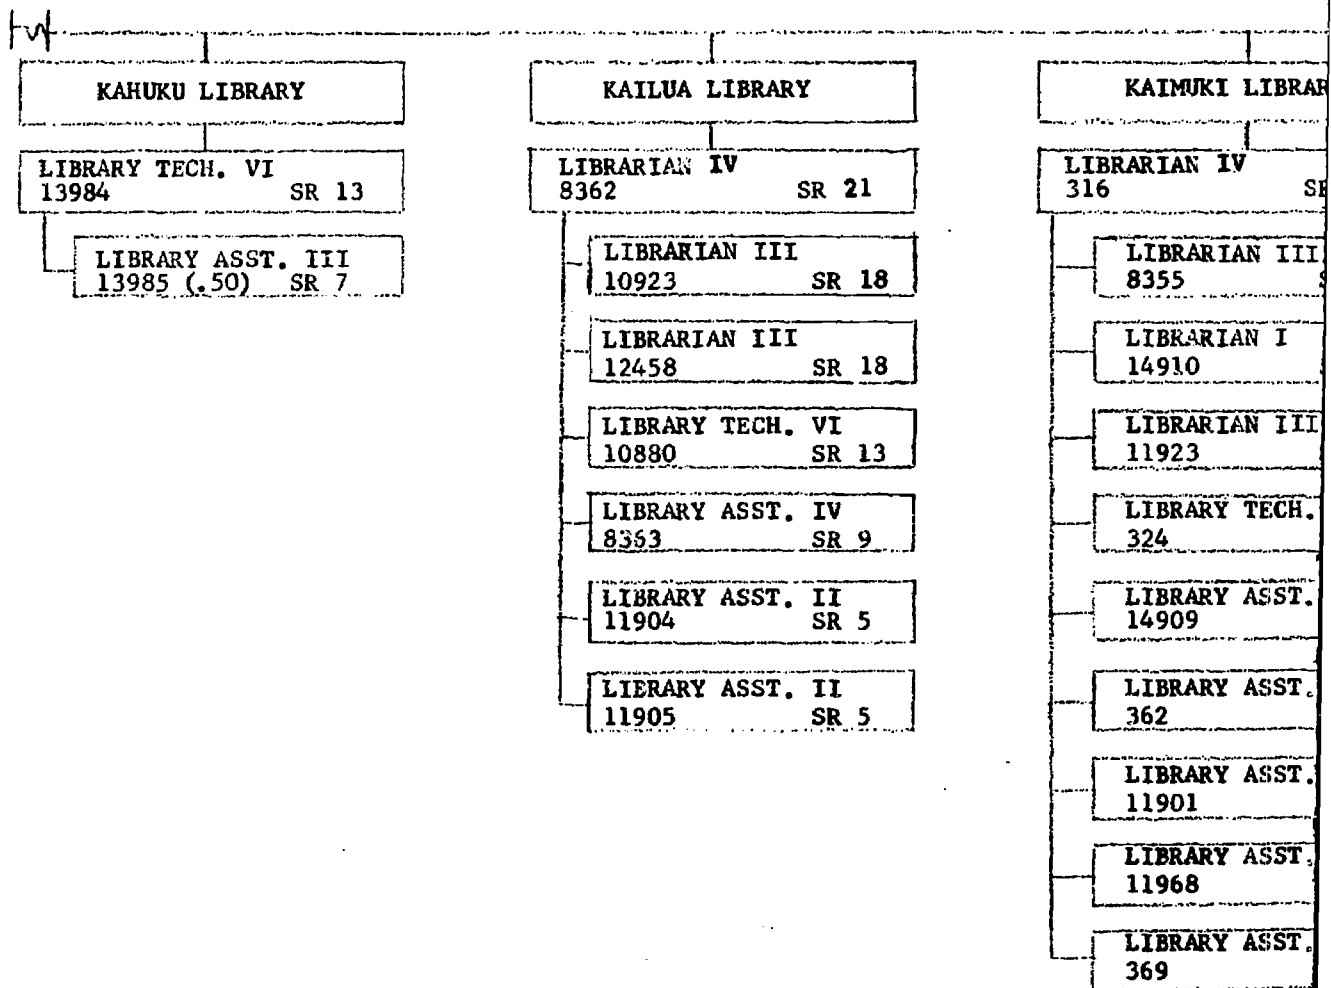 KAHUKU LIBRARY
LIBRARY TECH. VI
13984 SR 13
LIBRARY ASST. III
13985 (.50) SR 7
KAILUA LIBRARY
LIBRARIAN IV
8362 SR 21
LIBRARIAN III
10923 SR 18
LIBRARIAN III
12458 SR 18
LIBRARY TECH. VI
10880 SR 13
LIBRARY ASST. IV
8363 SR 9
LIBRARY ASST. II
11904 SR 5
LIERARY ASST. II
11905 SR 5
KAIMUKI LIBRAR
LIBRARIAN IV
316 SR
LIBRARIAN III
8355
LIBRARIAN I
14910
LIBRARIAN III
11923
LIBRARY TECH.
324
LIBRARY ASST.
14909
LIBRARY ASST.
362
LIBRARY ASST.
11901
LIBRARY ASST.
11968
LIBRARY ASST.
369